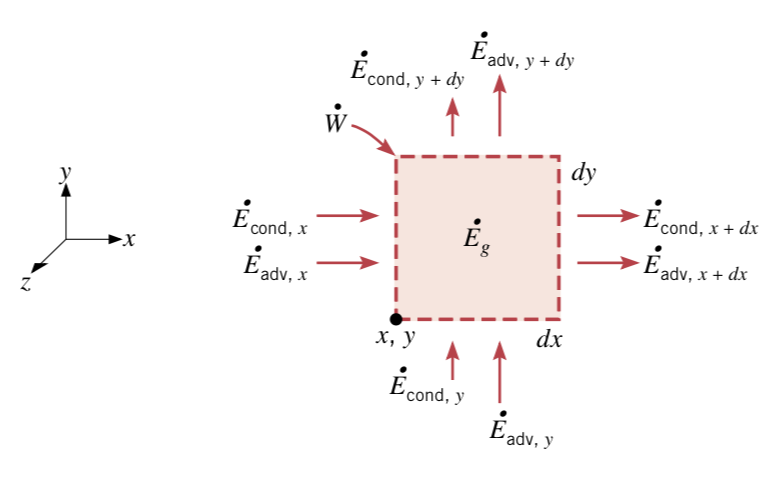 Ė_adv, y + dy
Ė_cond, y + dy
Ẇ
dy
y
Ė_cond, x
Ė_g
Ė_cond, x + dx
x
Ė_adv, x
Ė_adv, x + dx
z
x, y
dx
Ė_cond, y
Ė_adv, y